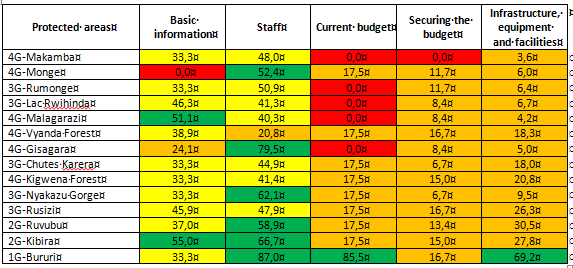 Protected areas¤ Basic information¤ Staff¤ Current budget¤ Securing the budget¤ Infrastructure, equipment and facilities¤
4G-Makamba¤ 33,3¤ 48,0¤ 0,0¤ 0,0¤ 3,6¤
4G-Monge¤ 0,0¤ 52,4¤ 17,5¤ 11,7¤ 6,0¤
3G-Rumonge¤ 33,3¤ 50,9¤ 0,0¤ 11,7¤ 6,4¤
3G-Lac-Rwihinda¤ 46,3¤ 41,3¤ 0,0¤ 8,4¤ 6,7¤
4G-Malagarazi¤ 51,1¤ 40,3¤ 0,0¤ 8,4¤ 4,2¤
4G-Vyanda Forest¤ 38,9¤ 20,8¤ 17,5¤ 16,7¤ 18,3¤
4G-Gisagara¤ 24,1¤ 79,5¤ 0,0¤ 8,4¤ 5,0¤
3G-Chutes Karera¤ 33,3¤ 44,9¤ 17,5¤ 6,7¤ 18,0¤
4G-Kigwena Forest¤ 33,3¤ 41,4¤ 17,5¤ 15,0¤ 20,8¤
3G-Nyakazu Gorge¤ 33,3¤ 62,1¤ 17,5¤ 6,7¤ 9,5¤
3G-Rusizi¤ 45,9¤ 47,9¤ 17,5¤ 16,7¤ 26,3¤
2G-Ruvubu¤ 37,0¤ 58,9¤ 17,5¤ 13,4¤ 30,5¤
2G-Kibira¤ 55,0¤ 66,7¤ 17,5¤ 15,0¤ 27,8¤
1G-Bururi¤ 33,3¤ 87,0¤ 85,5¤ 16,7¤ 69,2¤